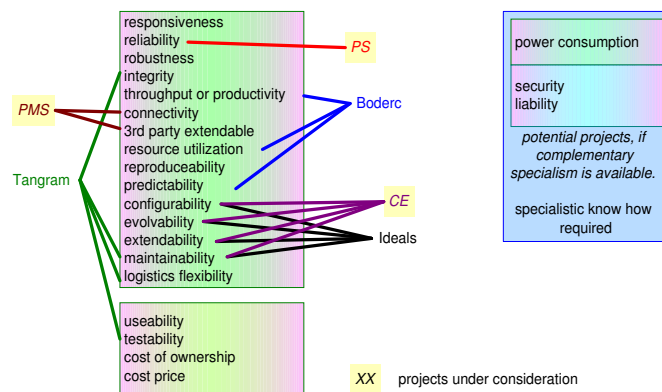 responsiveness
reliability
robustness
integrity
throughput or productivity
connectivity
3rd party extendable
resource utilization
reproduceability
predictability
configurability
evolvability
extendability
maintainability
logistics flexibility
useability
testability
cost of ownership
cost price
PMS
Tangram
PS
Boderc
CE
Ideals
XX projects under consideration
power consumption
security
liability
potential projects, if
complementary
specialism is available.
specialistic know how
required